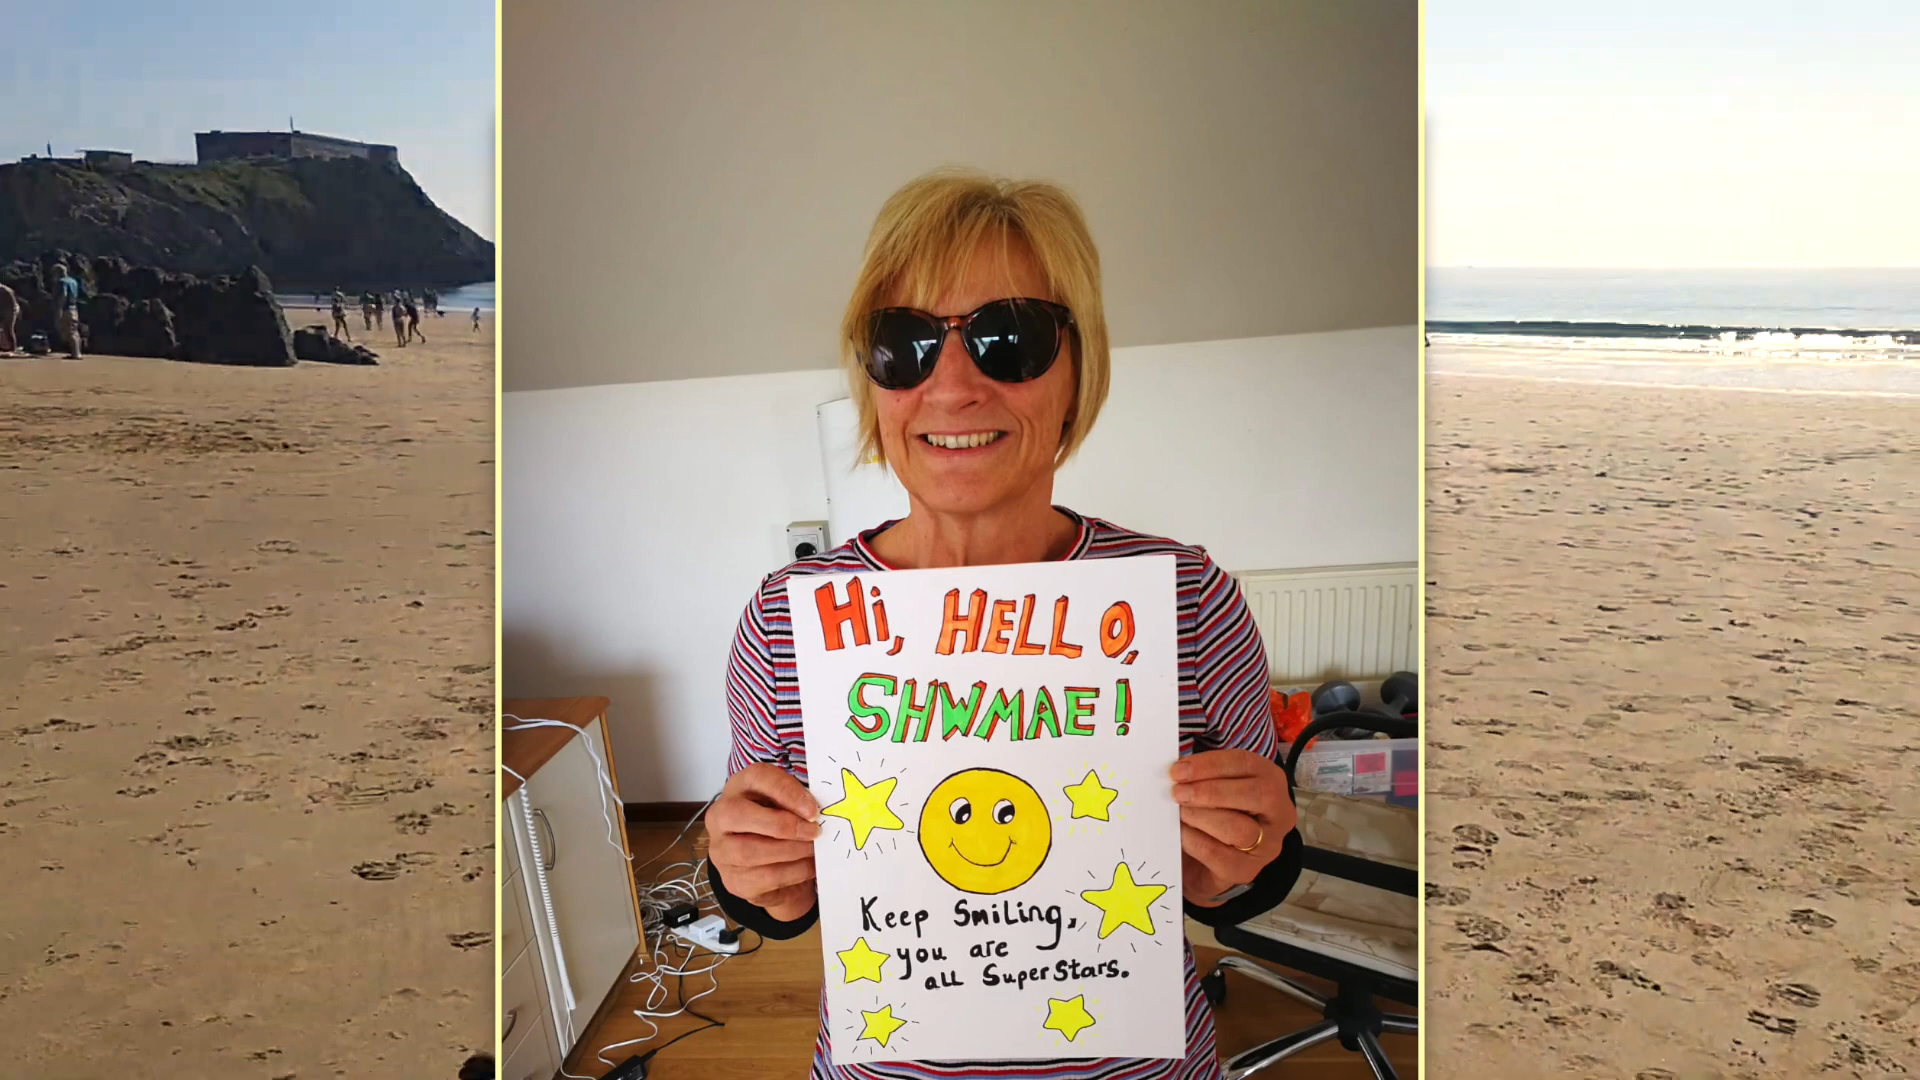 Hi, HELLO,
SHWMAE!
Keep Smiling,
you are
all Superstars.